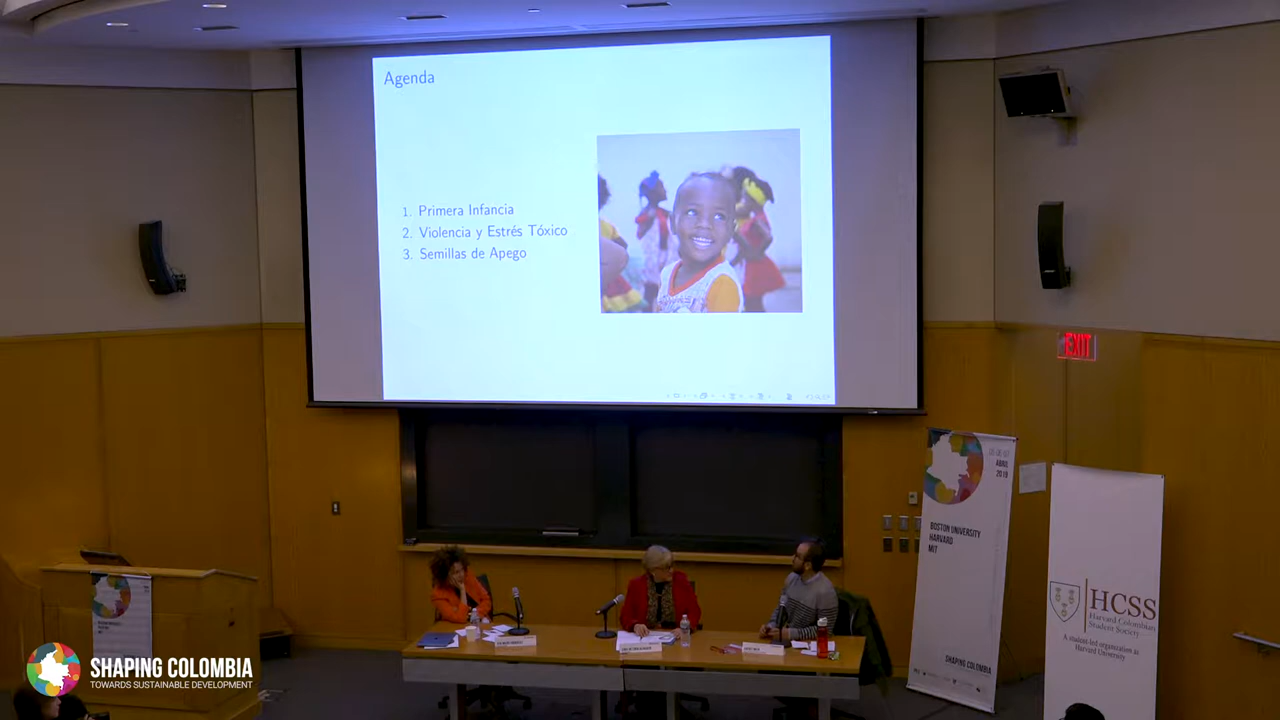 Agenda
1. Primera Infancia
2. Violencia y Estrés Tóxico
3. Semillas de Apego
EXIT
ABRIL
2019
BOSTON UNIVERSITY
HARVARD
MIT
SHAPING COLOMBIA
HCSS
Harvard Colombian
Student Society
A student-led organization at
Harvard University
SHAPING COLOMBIA
TOWARDS SUSTAINABLE DEVELOPMENT